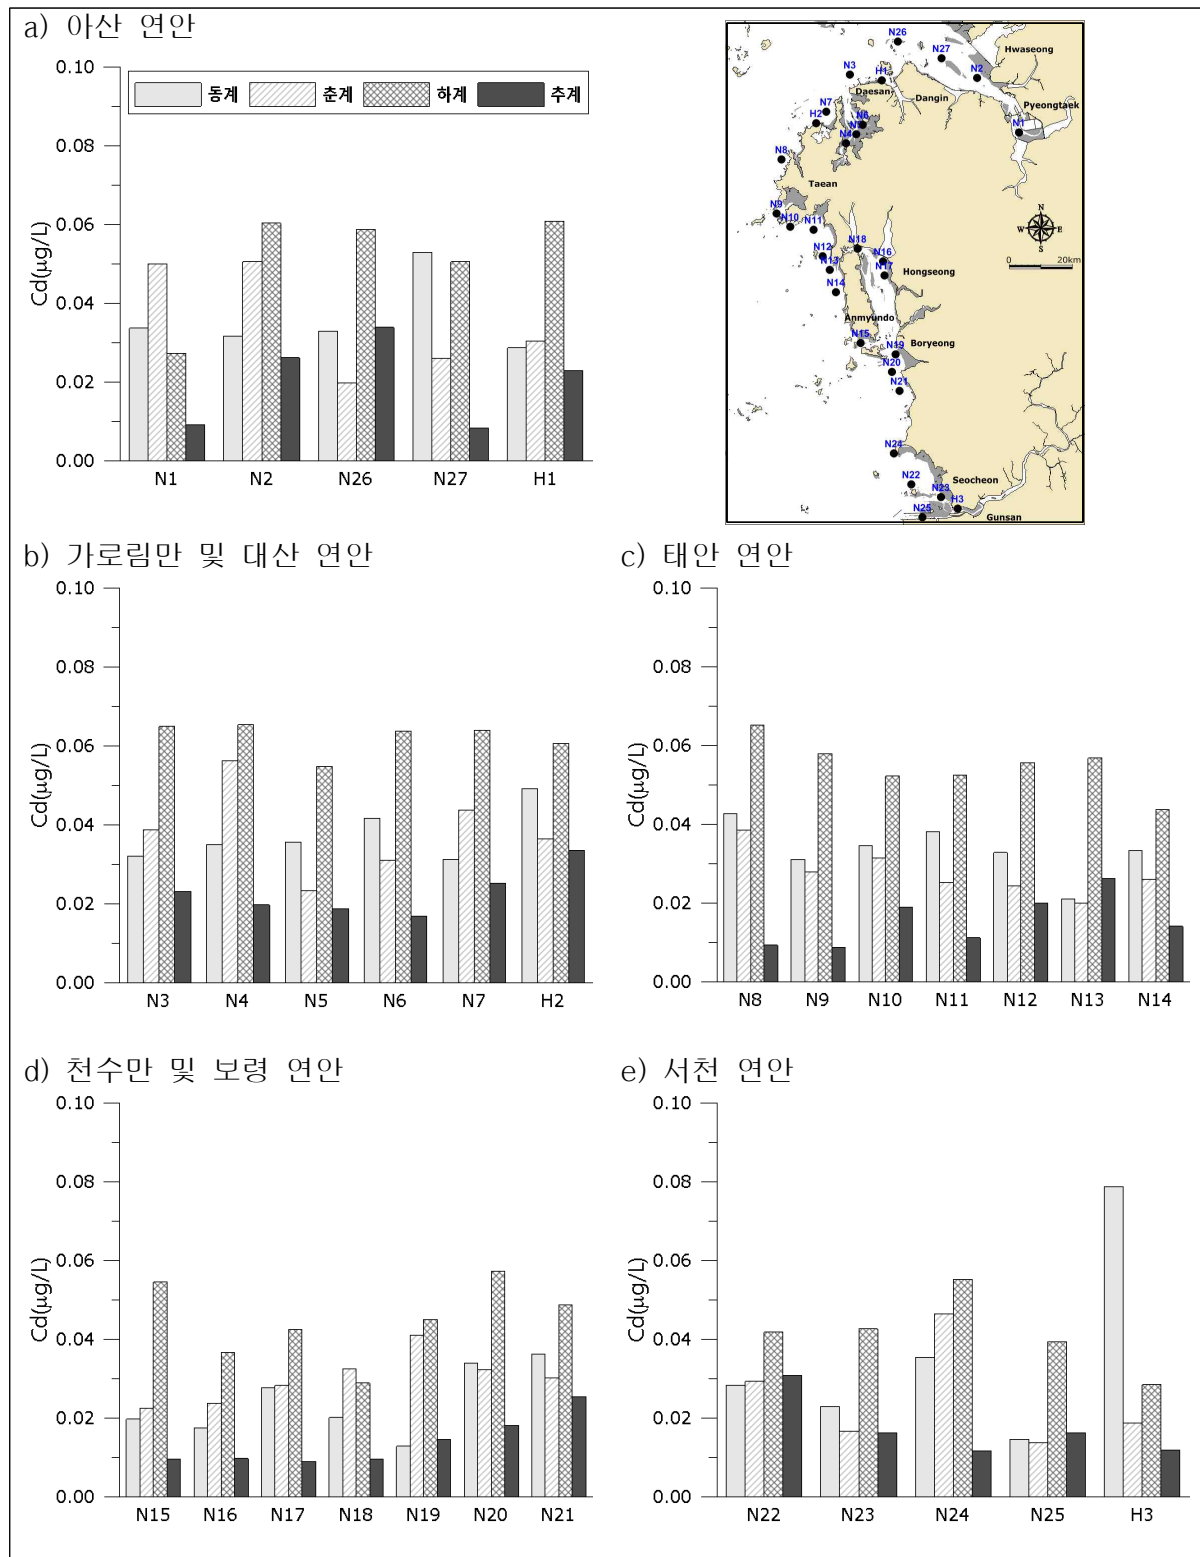 a) 아산 연안
0.10
0.08
0.06
0.04
0.02
0.00
Cd(μg/L)
동계 춘계 하계 추계
N1 N2 N26 N27 H1
N26
N27
Hwaseong
N3
H1
N2
Daesan
Dangin
N7
H2
N6
N5
Pyeongtaek
N1
N4
N8
Taean
N9
N10
N11
N
W E
S
N18
N12
N16
N13
N17
Hongseong
0 20km
N14
Anmyundo
N15
Boryeong
N19
N20
N21
N24
Seocheon
N22
N23
H3
N25
Gunsan
b) 가로림만 및 대산 연안
0.10
0.08
0.06
0.04
0.02
0.00
Cd(μg/L)
N3 N4 N5 N6 N7 H2
c) 태안 연안
0.10
0.08
0.06
0.04
0.02
0.00
Cd(μg/L)
N8 N9 N10 N11 N12 N13 N14
d) 천수만 및 보령 연안
0.10
0.08
0.06
0.04
0.02
0.00
Cd(μg/L)
N15 N16 N17 N18 N19 N20 N21
e) 서천 연안
0.10
0.08
0.06
0.04
0.02
0.00
Cd(μg/L)
N22 N23 N24 N25 H3